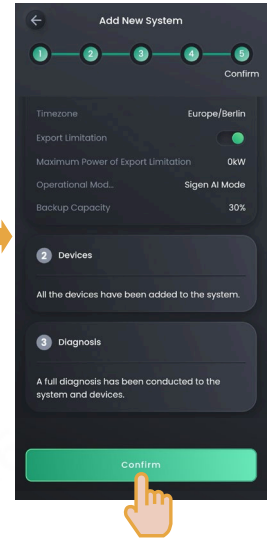 Add New System
1 2 3 4 5
Confirm
Timezone Europe/Berlin
Export Limitation
Maximum Power of Export Limitation 0kW
Operational Mod... Sigen AI Mode
Backup Capacity 30%
2 Devices
All the devices have been added to the system.
3 Diagnosis
A full diagnosis has been conducted to the
system and devices.
Confirm